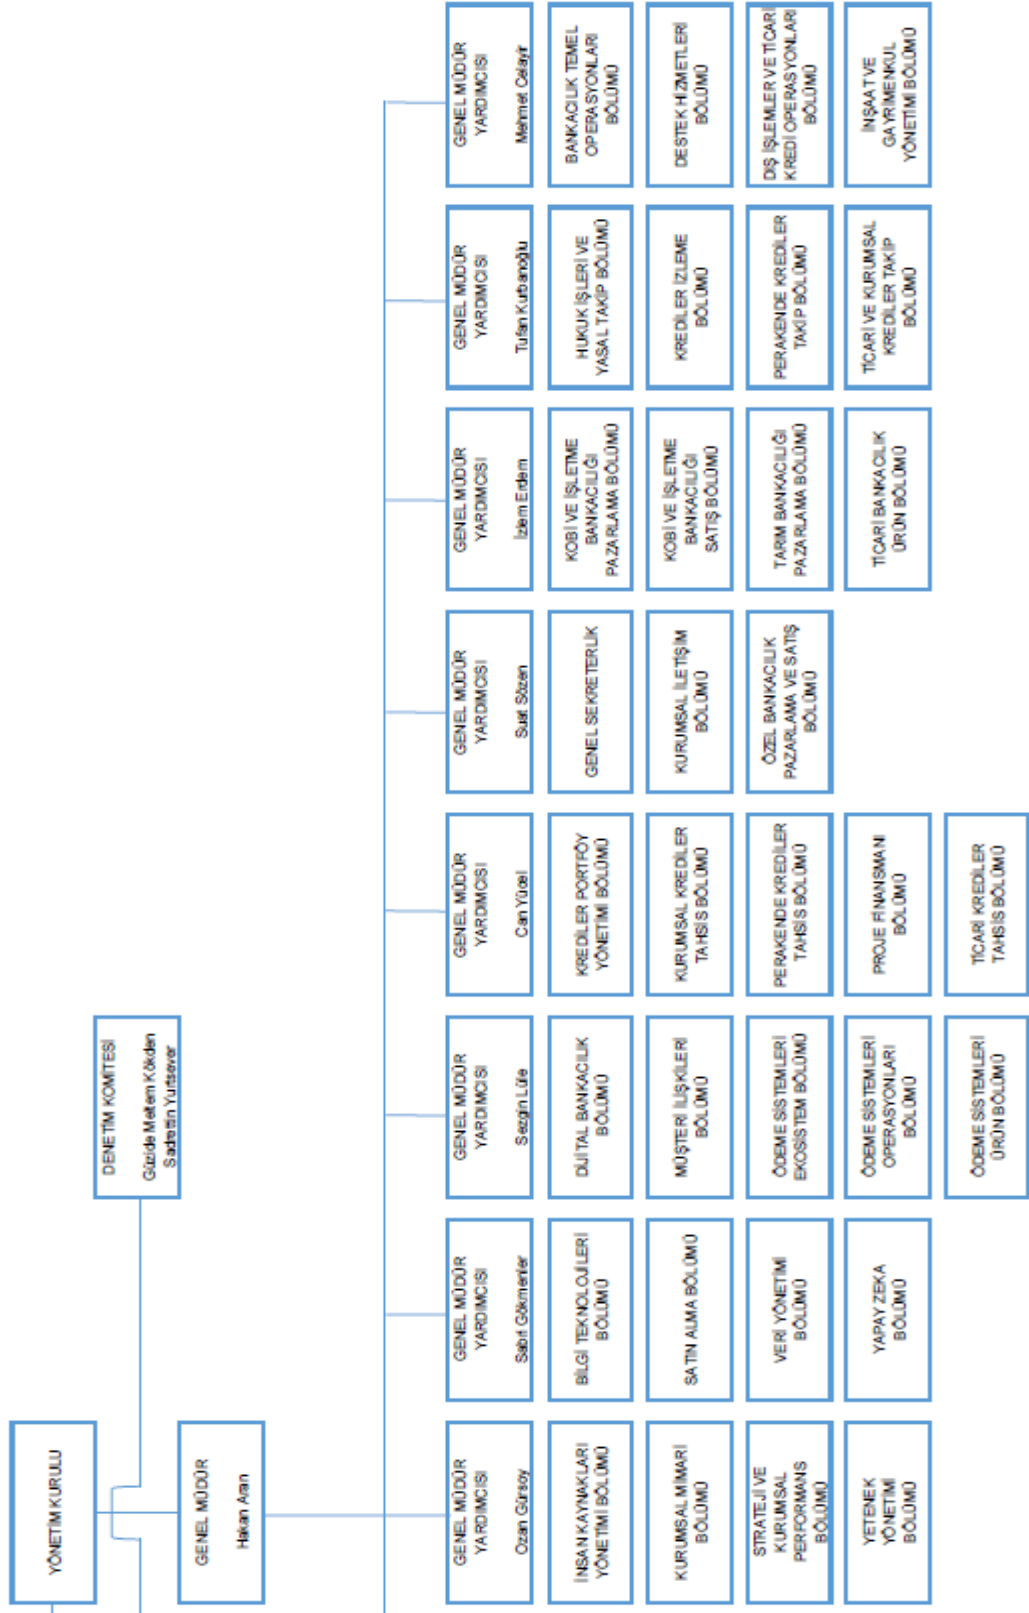 YÖNETİM KURULU
DENETİM KOMİTESİ
Güzide Meltem Kökden
Sadrettin Yurtsever
GENEL MÜDÜR
Hakan Aran
GENEL MÜDÜR
YARDIMCISI
Ozan Gürsoy
İNSAN KAYNAKLARI
YÖNETİMİ BÖLÜMÜ
KURUMSAL MİMARİ
BÖLÜMÜ
STRATEJİ VE
KURUMSAL
PERFORMANS
BÖLÜMÜ
YETENEK
YÖNETİMİ
BÖLÜMÜ
GENEL MÜDÜR
YARDIMCISI
Sabri Gökmenler
BİLGİ TEKNOLOJİLERİ
BÖLÜMÜ
SATIN ALMA BÖLÜMÜ
VERİ YÖNETİMİ
BÖLÜMÜ
YAPAY ZEKA
BÖLÜMÜ
GENEL MÜDÜR
YARDIMCISI
Sezgin Lüle
DİJİTAL BANKACILIK
BÖLÜMÜ
MÜŞTERİ İLİŞKİLERİ
BÖLÜMÜ
ÖDEME SİSTEMLERİ
EKOSİSTEM BÖLÜMÜ
ÖDEME SİSTEMLERİ
OPERASYONLARI
BÖLÜMÜ
ÖDEME SİSTEMLERİ
ÜRÜN BÖLÜMÜ
GENEL MÜDÜR
YARDIMCISI
Can Yücel
KREDİLER PORTFÖY
YÖNETİMİ BÖLÜMÜ
KURUMSAL KREDİLER
TAHSİS BÖLÜMÜ
PERAKENDE KREDİLER
TAHSİS BÖLÜMÜ
PROJE FİNANSMANI
BÖLÜMÜ
TİCARİ KREDİLER
TAHSİS BÖLÜMÜ
GENEL MÜDÜR
YARDIMCISI
Suat Sözen
GENEL SEKRETERLİK
KURUMSAL İLETİŞİM
BÖLÜMÜ
ÖZEL BANKACILIK
PAZARLAMA VE SATIŞ
BÖLÜMÜ
GENEL MÜDÜR
YARDIMCISI
İzlem Erdem
KOBİ VE İŞLETME
BANKACILIĞI
PAZARLAMA BÖLÜMÜ
KOBİ VE İŞLETME
BANKACILIĞI
SATIŞ BÖLÜMÜ
TARIM BANKACILIĞI
PAZARLAMA BÖLÜMÜ
TİCARİ BANKACILIK
ÜRÜN BÖLÜMÜ
GENEL MÜDÜR
YARDIMCISI
Tufan Kurbanoğlu
HUKUK İŞLERİ VE
YASAL TAKİP BÖLÜMÜ
KREDİLER İZLEME
BÖLÜMÜ
PERAKENDE KREDİLER
TAKİP BÖLÜMÜ
TİCARİ VE KURUMSAL
KREDİLER TAKİP
BÖLÜMÜ
GENEL MÜDÜR
YARDIMCISI
Mehmet Celayir
BANKACILIK TEMEL
OPERASYONLARI
BÖLÜMÜ
DESTEK HİZMETLERİ
BÖLÜMÜ
DIŞ İŞLEMLER VE TİCARİ
KREDİ OPERASYONLARI
BÖLÜMÜ
İNŞAAT VE
GAYRİMENKUL
YÖNETİMİ BÖLÜMÜ